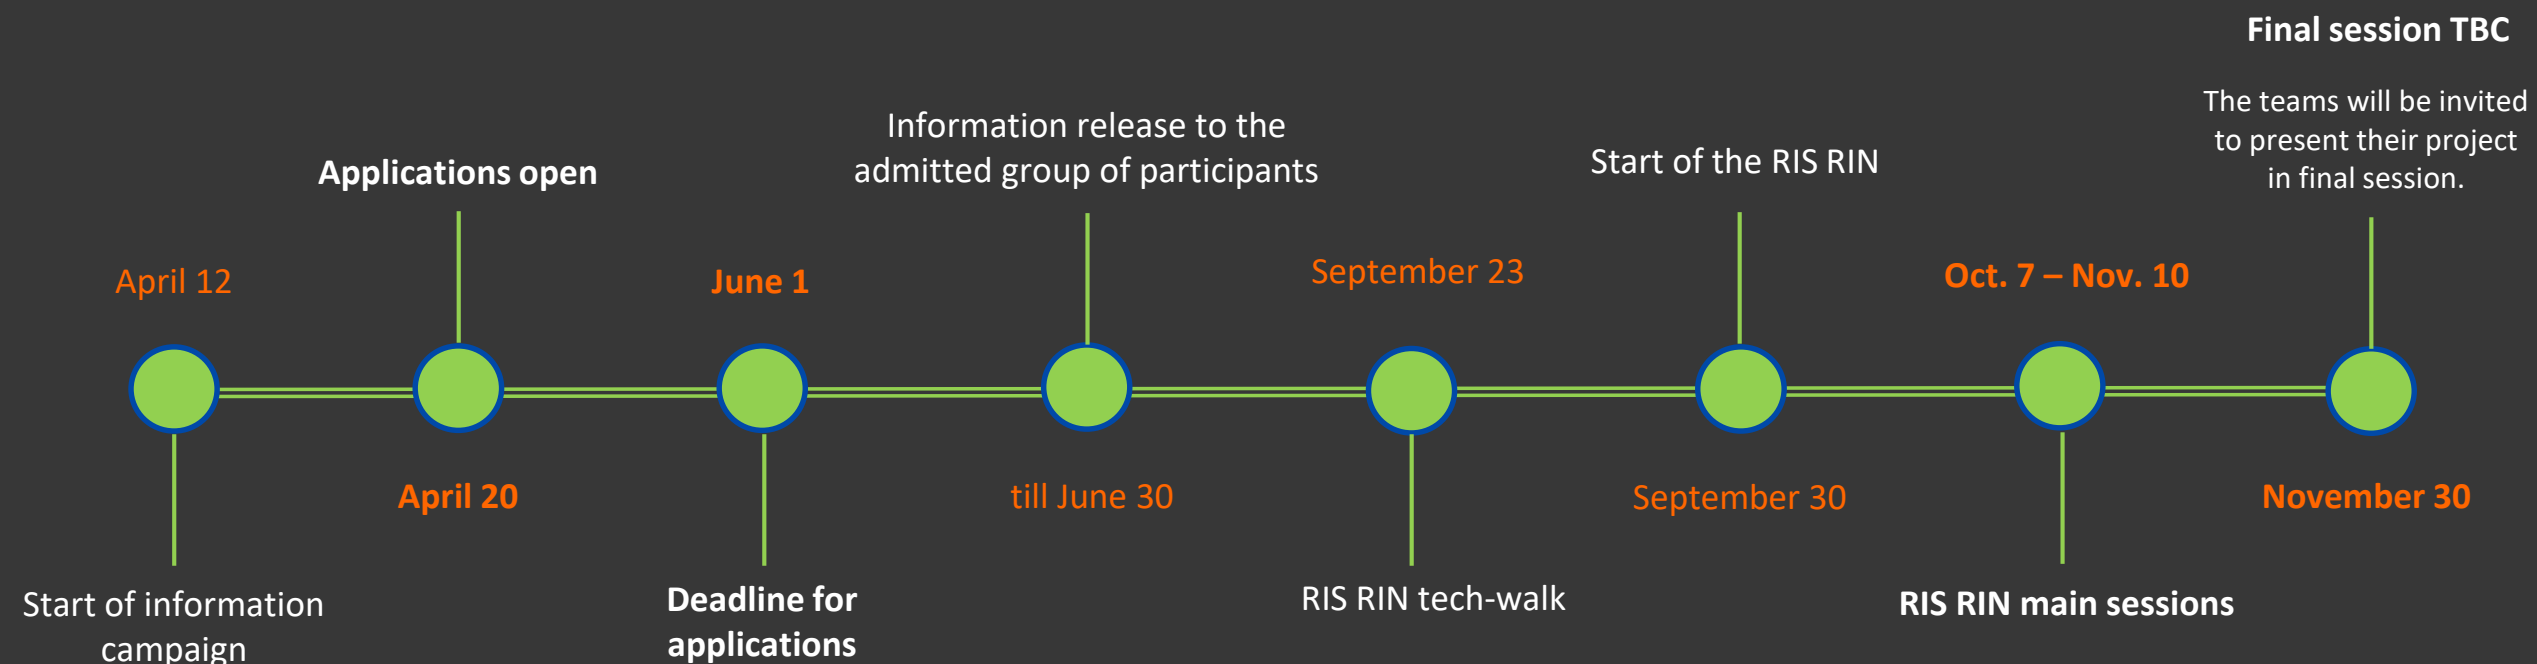 April 12
Start of information
campaign
Applications open
April 20
June 1
Deadline for
applications
Information release to the
admitted group of participants
till June 30
September 23
RIS RIN tech-walk
Start of the RIS RIN
September 30
Oct. 7 – Nov. 10
RIS RIN main sessions
Final session TBC
The teams will be invited
to present their project
in final session.
November 30